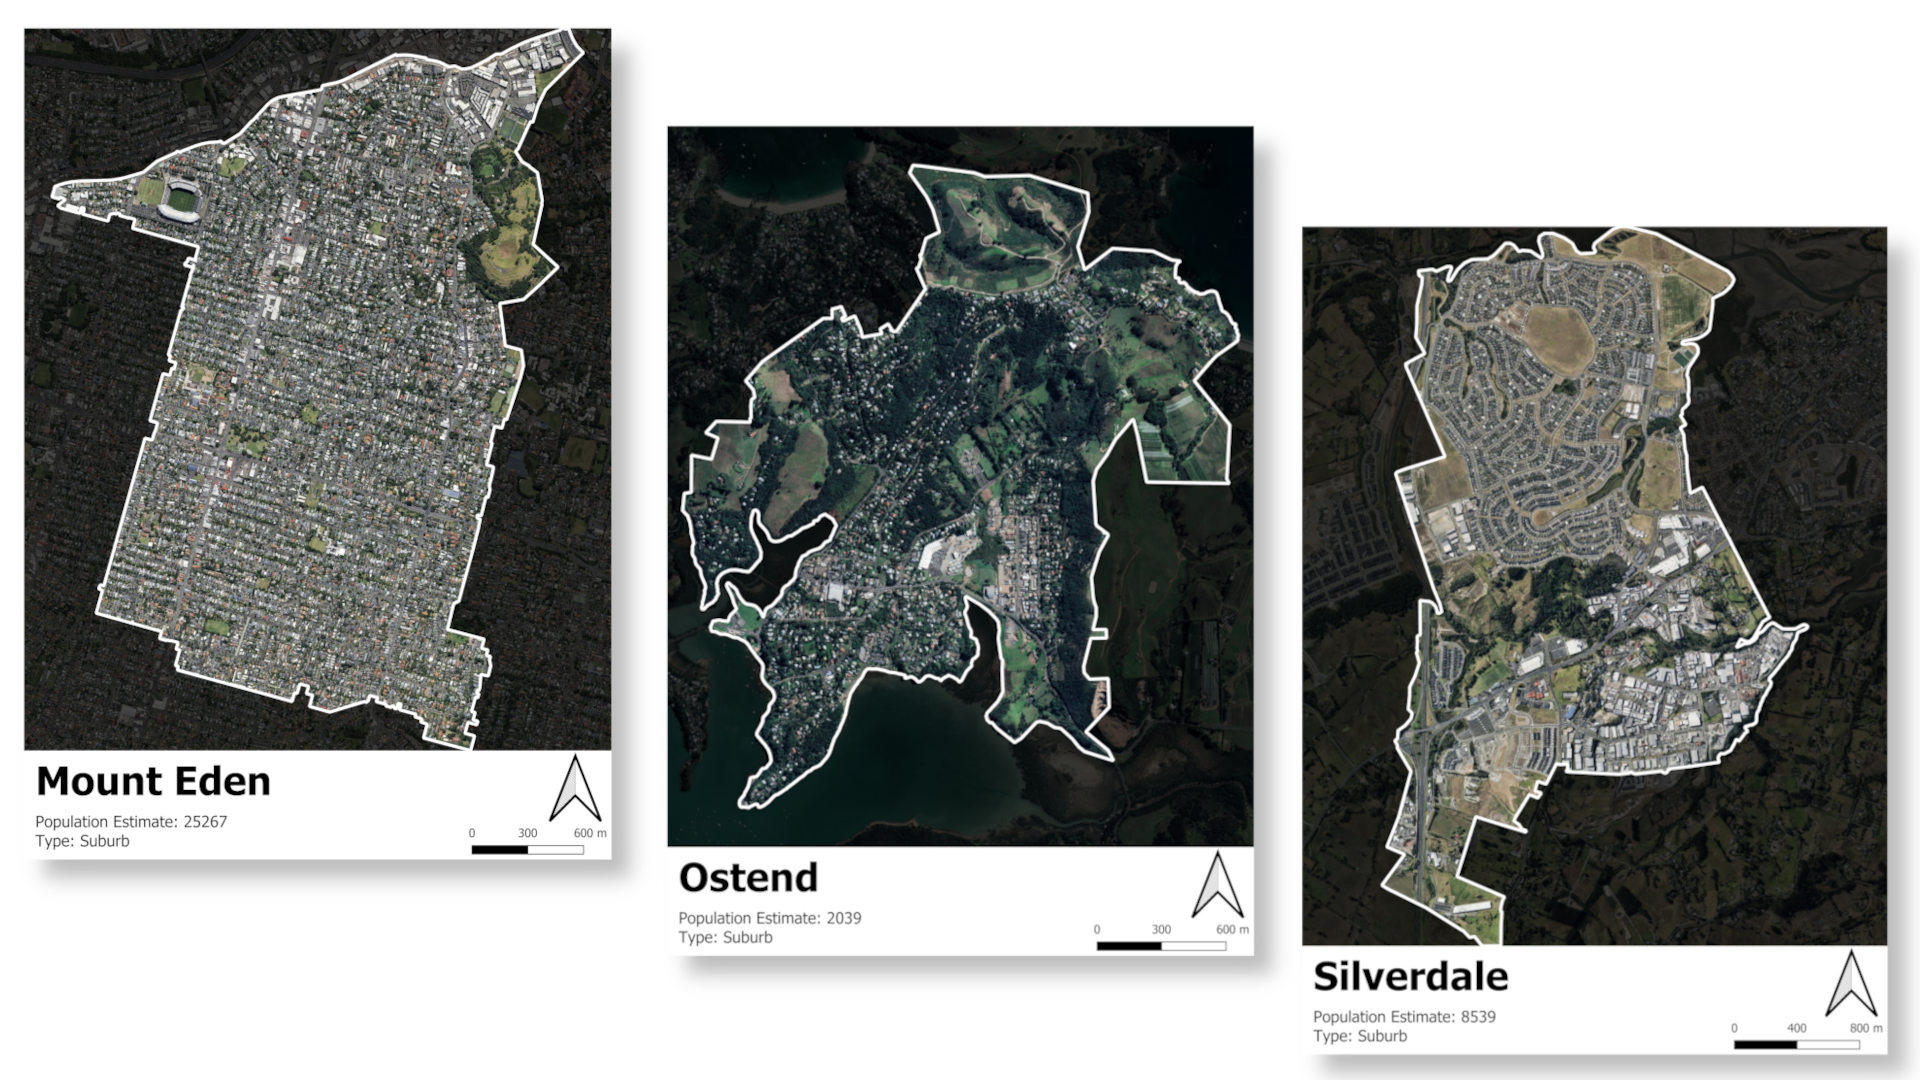 Mount Eden
Population Estimate: 25267
Type: Suburb
0 300 600 m
Ostend
Population Estimate: 2039
Type: Suburb
0 300 600 m
Silverdale
Population Estimate: 8539
Type: Suburb
0 400 800 m